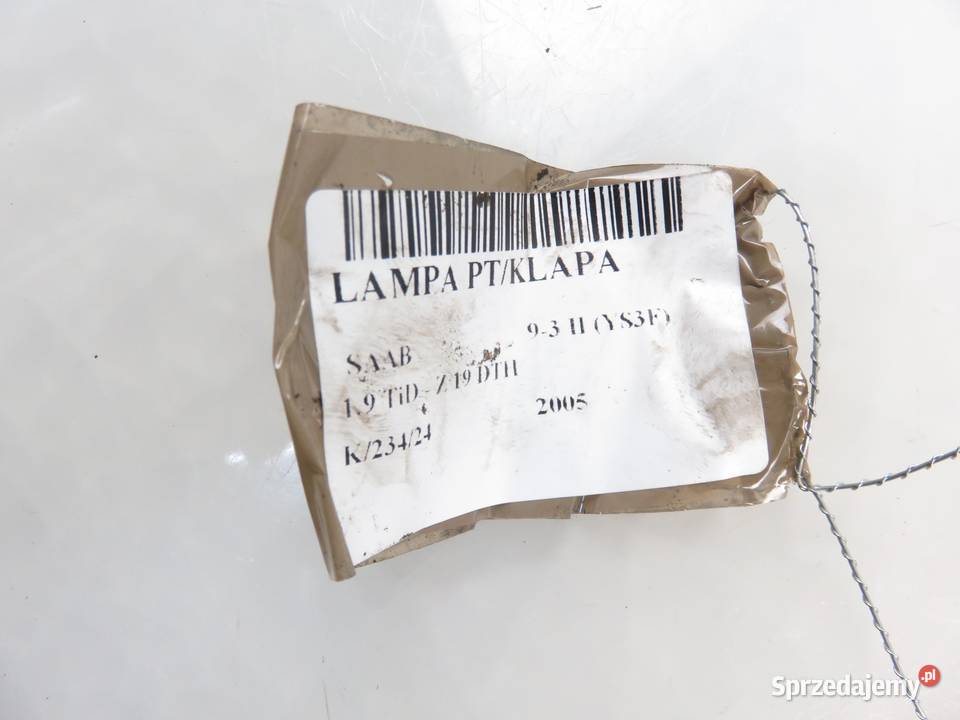 LAMPA PT/KLAPA
SAAB 9-3 II (YS3F)
1.9 TiD - Z19 DTH
2005
K/234/24
Sprzedajemy.pl